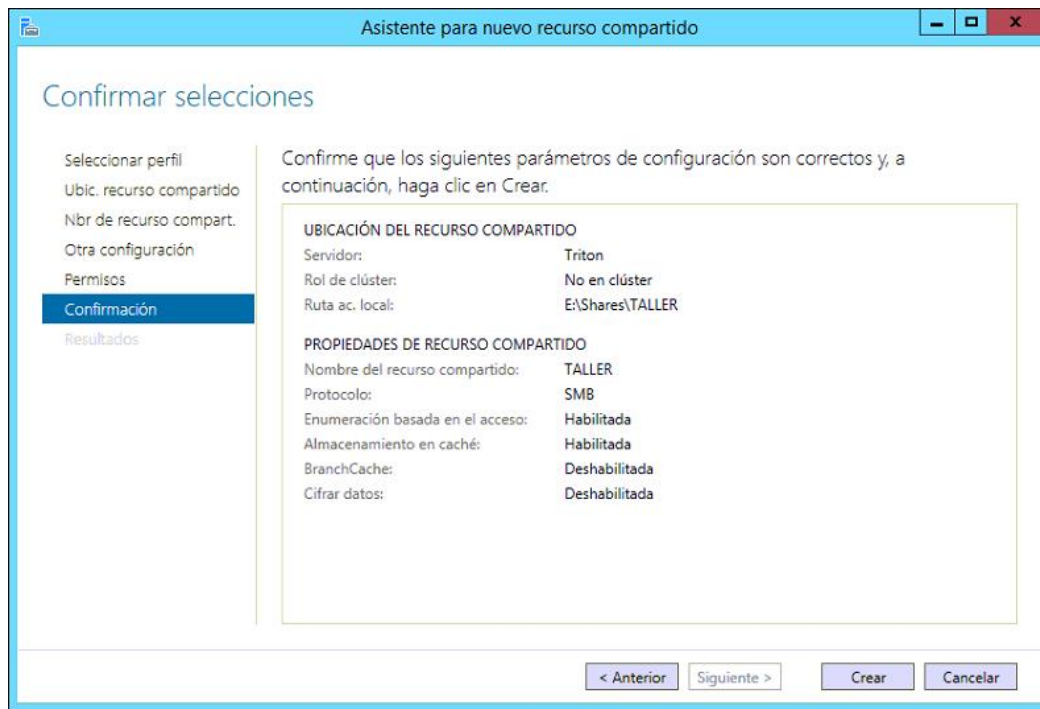 Asistente para nuevo recurso compartido
Confirmar selecciones
Seleccionar perfil
Ubic. recurso compartido
Nbr de recurso compart.
Otra configuración
Permisos
Confirmación
Resultados
Confirme que los siguientes parámetros de configuración son correctos y, a
continuación, haga clic en Crear.
UBICACIÓN DEL RECURSO COMPARTIDO
Servidor: Triton
Rol de clúster: No en clúster
Ruta ac. local: E:\Shares\TALLER
PROPIEDADES DE RECURSO COMPARTIDO
Nombre del recurso compartido: TALLER
Protocolo: SMB
Enumeración basada en el acceso: Habilitada
Almacenamiento en caché: Habilitada
BranchCache: Deshabilitada
Cifrar datos: Deshabilitada
< Anterior Siguiente > Crear Cancelar